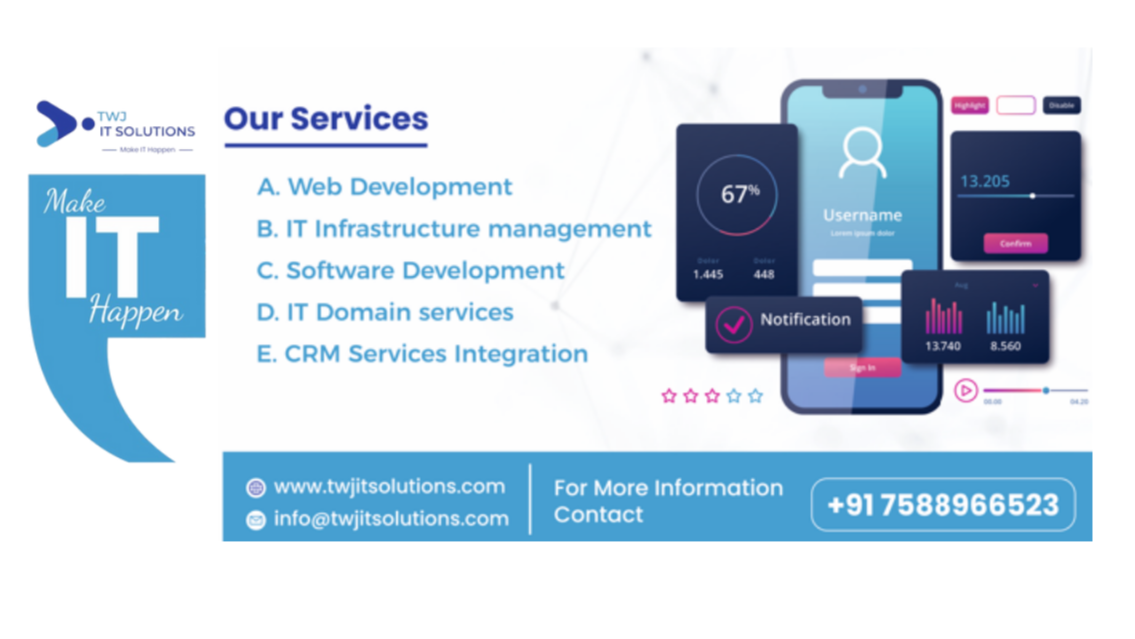 TWJ
IT SOLUTIONS
Make IT Happen
Make
IT
Happen
Our Services
A. Web Development
B. IT Infrastructure management
C. Software Development
D. IT Domain services
E. CRM Services Integration
67%
Dolor Dolor
1.445 448
Username
Lorem ipsum dolor
Notification
Sign In
Highlight
Disable
13.205
Confirm
Avg
13.740 8.560
00.00 04.20
www.twjitsolutions.com
info@twjitsolutions.com
For More Information
Contact
+91 7588966523